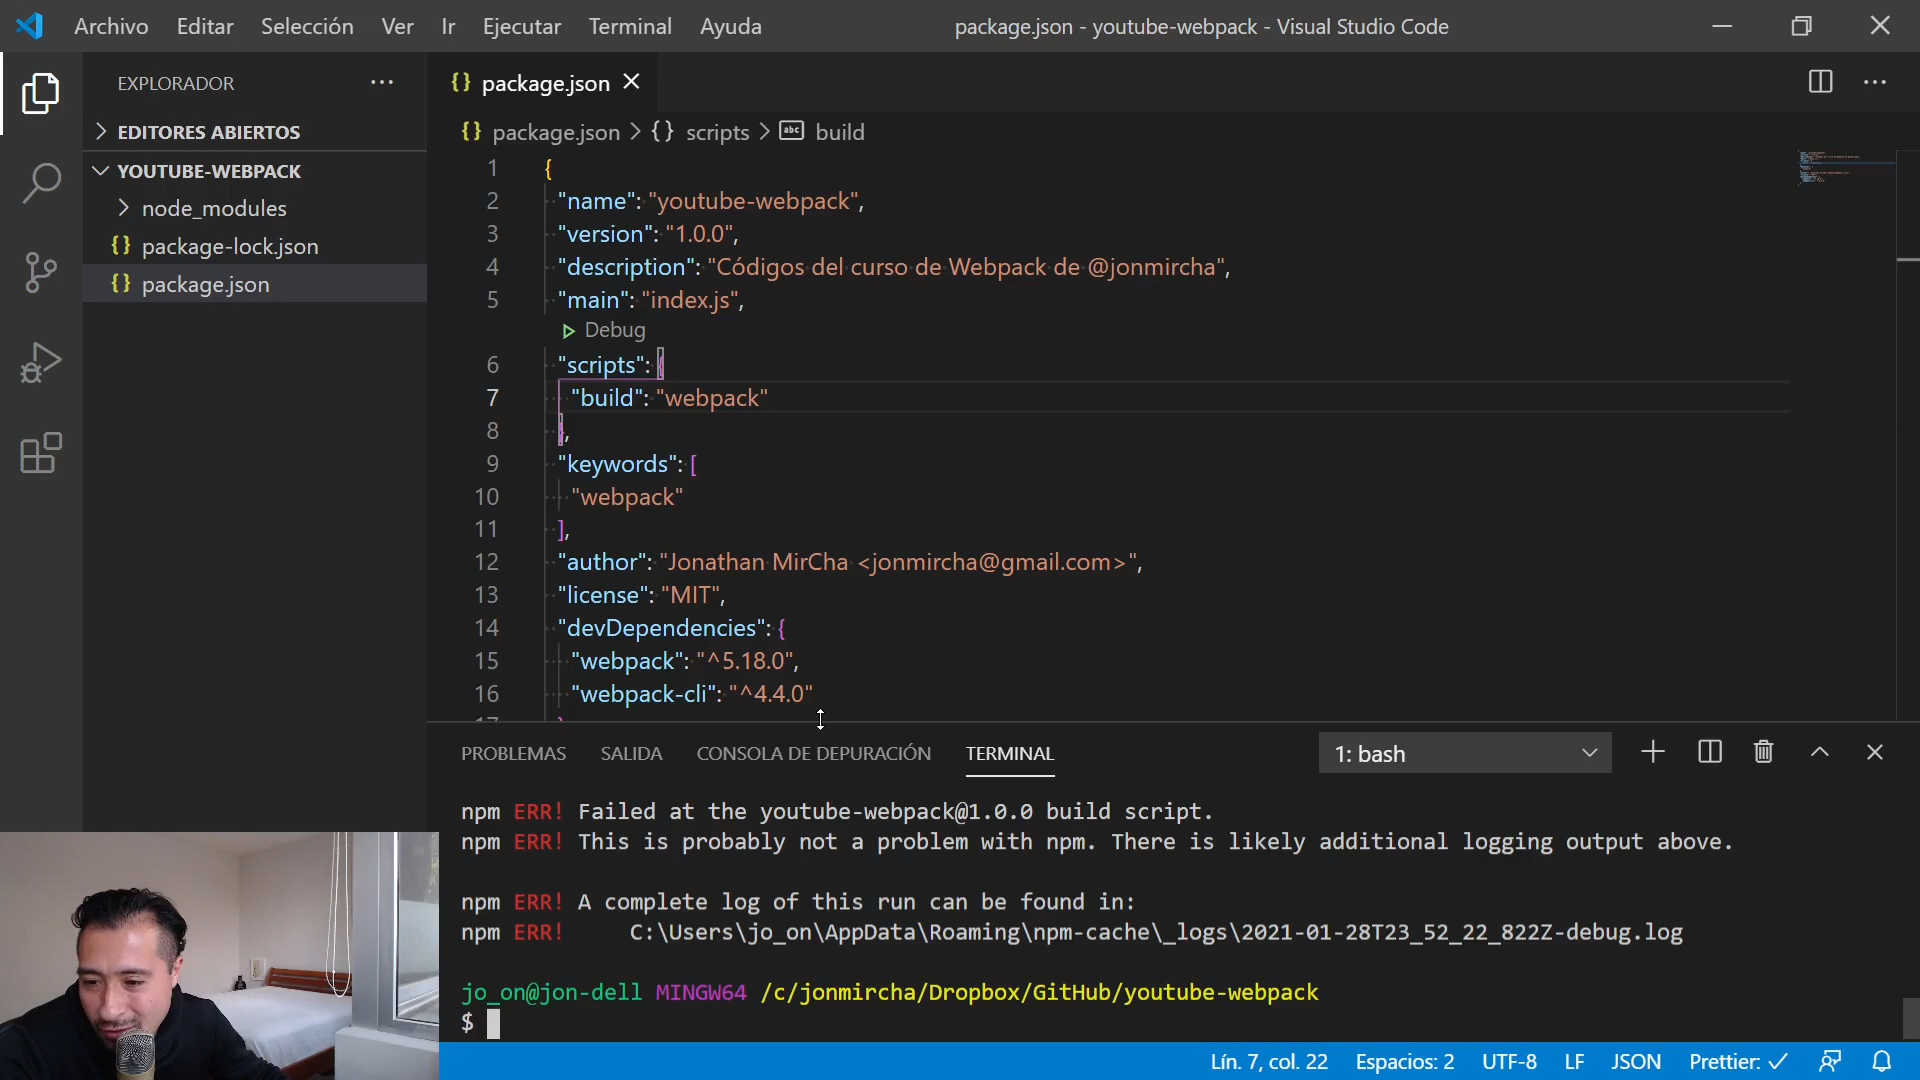 Archivo Editar Selección Ver Ir Ejecutar Terminal Ayuda package.json - youtube-webpack - Visual Studio Code
EXPLORADOR
EDITORES ABIERTOS
YOUTUBE-WEBPACK
node_modules
{} package-lock.json
{} package.json
{} package.json
{} package.json > {} scripts > abc build
1 {
2 "name": "youtube-webpack",
3 "version": "1.0.0",
4 "description": "Códigos del curso de Webpack de @jonmircha",
5 "main": "index.js",
Debug
6 "scripts": {
7 "build": "webpack"
8 },
9 "keywords": [
10 "webpack"
11 ],
12 "author": "Jonathan MirCha <jonmircha@gmail.com>",
13 "license": "MIT",
14 "devDependencies": {
15 "webpack": "^5.18.0",
16 "webpack-cli": "^4.4.0"
17 }
PROBLEMAS SALIDA CONSOLA DE DEPURACIÓN TERMINAL 1: bash
npm ERR! Failed at the youtube-webpack@1.0.0 build script.
npm ERR! This is probably not a problem with npm. There is likely additional logging output above.
npm ERR! A complete log of this run can be found in:
npm ERR! C:\Users\jo_on\AppData\Roaming\npm-cache\_logs\2021-01-28T23_52_22_822Z-debug.log
jo_on@jon-dell MINGW64 /c/jonmircha/Dropbox/GitHub/youtube-webpack
$
Lín. 7, col. 22 Espacios: 2 UTF-8 LF JSON Prettier: ✓